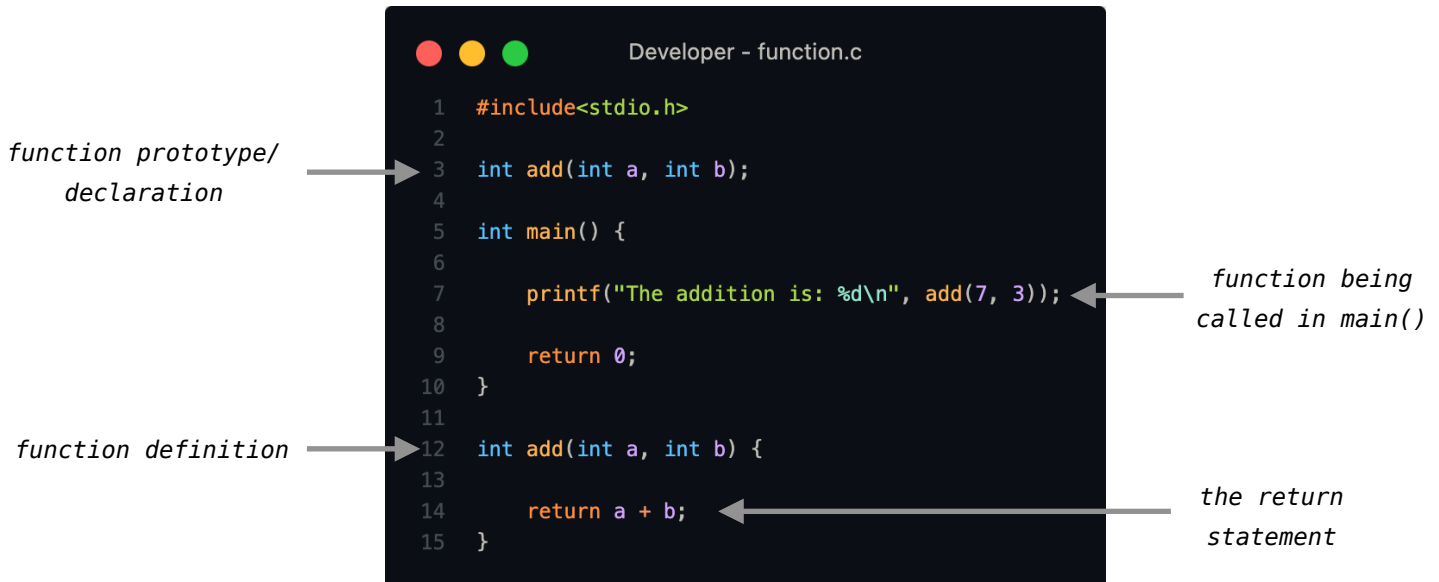 Developer - function.c
1 #include<stdio.h>
2
function prototype/
declaration
3 int add(int a, int b);
4
5 int main() {
6
7     printf("The addition is: %d\n", add(7, 3));
function being
called in main()
8
9     return 0;
10 }
11
function definition
12 int add(int a, int b) {
13
14     return a + b;
the return
statement
15 }